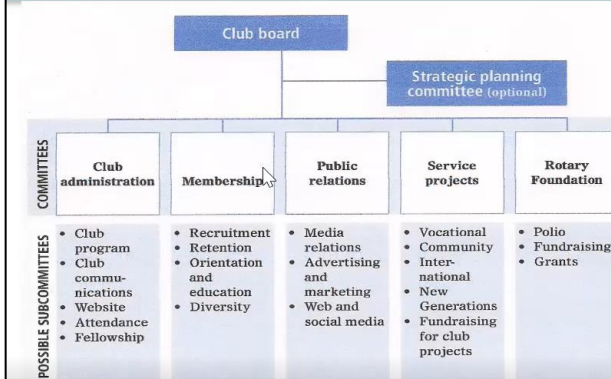 Club board
Strategic planning
committee (optional)
COMMITTEES
Club
administration
Membership
Public
relations
Service
projects
Rotary
Foundation
POSSIBLE SUBCOMMITTEES
• Club
program
• Club
commu-
nications
• Website
• Attendance
• Fellowship
• Recruitment
• Retention
• Orientation
and
education
• Diversity
• Media
relations
• Advertising
and
marketing
• Web and
social media
• Vocational
• Community
• Inter-
national
• New
Generations
• Fundraising
for club
projects
• Polio
• Fundraising
• Grants